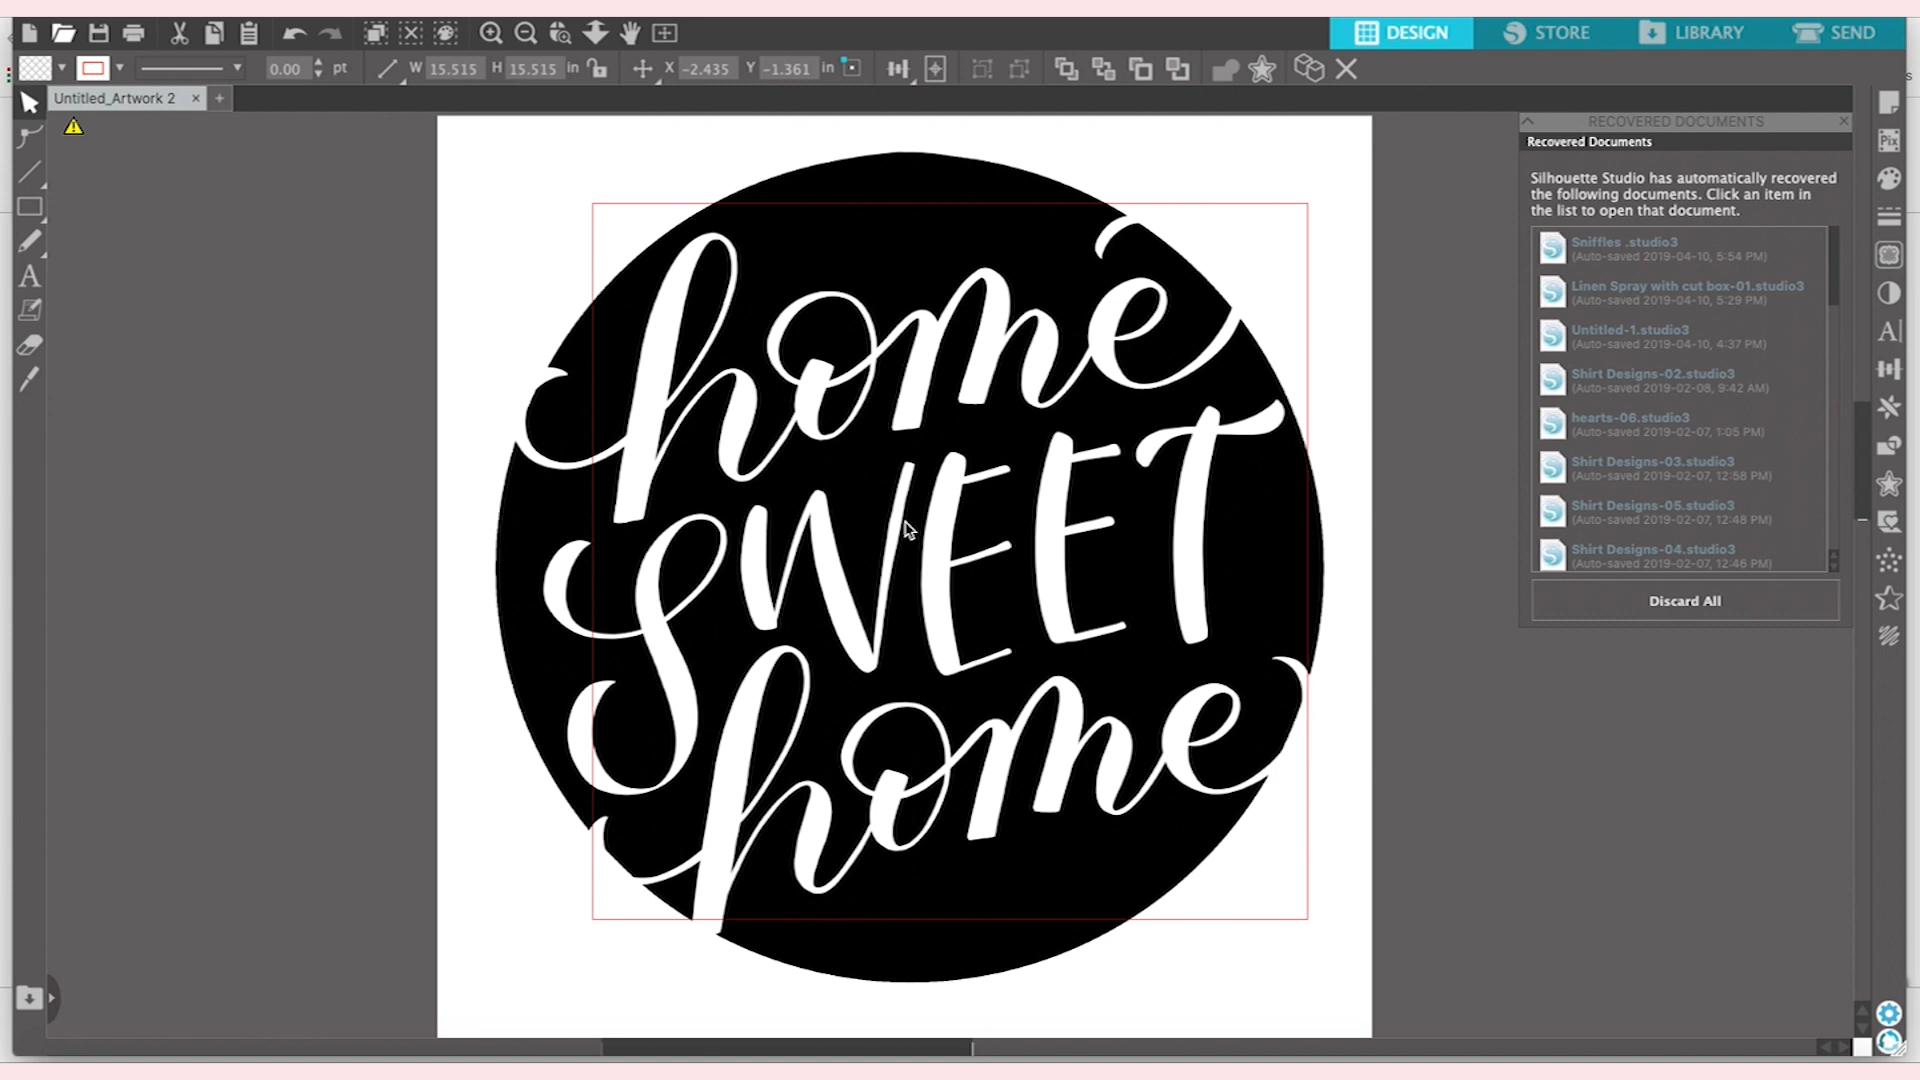 DESIGN
STORE
LIBRARY
SEND
0.00 pt W 15.515 H 15.515 in X -2.435 Y -1.361 in
Untitled_Artwork 2
RECOVERED DOCUMENTS
Recovered Documents
Silhouette Studio has automatically recovered
the following documents. Click an item in
the list to open that document.
Sniffles .studio3
(Auto-saved 2019-04-10, 5:54 PM)
Linen Spray with cut box-01.studio3
(Auto-saved 2019-04-10, 5:29 PM)
Untitled-1.studio3
(Auto-saved 2019-04-10, 4:37 PM)
Shirt Designs-02.studio3
(Auto-saved 2019-02-08, 9:42 AM)
hearts-06.studio3
(Auto-saved 2019-02-07, 1:05 PM)
Shirt Designs-03.studio3
(Auto-saved 2019-02-07, 12:58 PM)
Shirt Designs-05.studio3
(Auto-saved 2019-02-07, 12:48 PM)
Shirt Designs-04.studio3
(Auto-saved 2019-02-07, 12:46 PM)
Discard All
home
SWEET
home